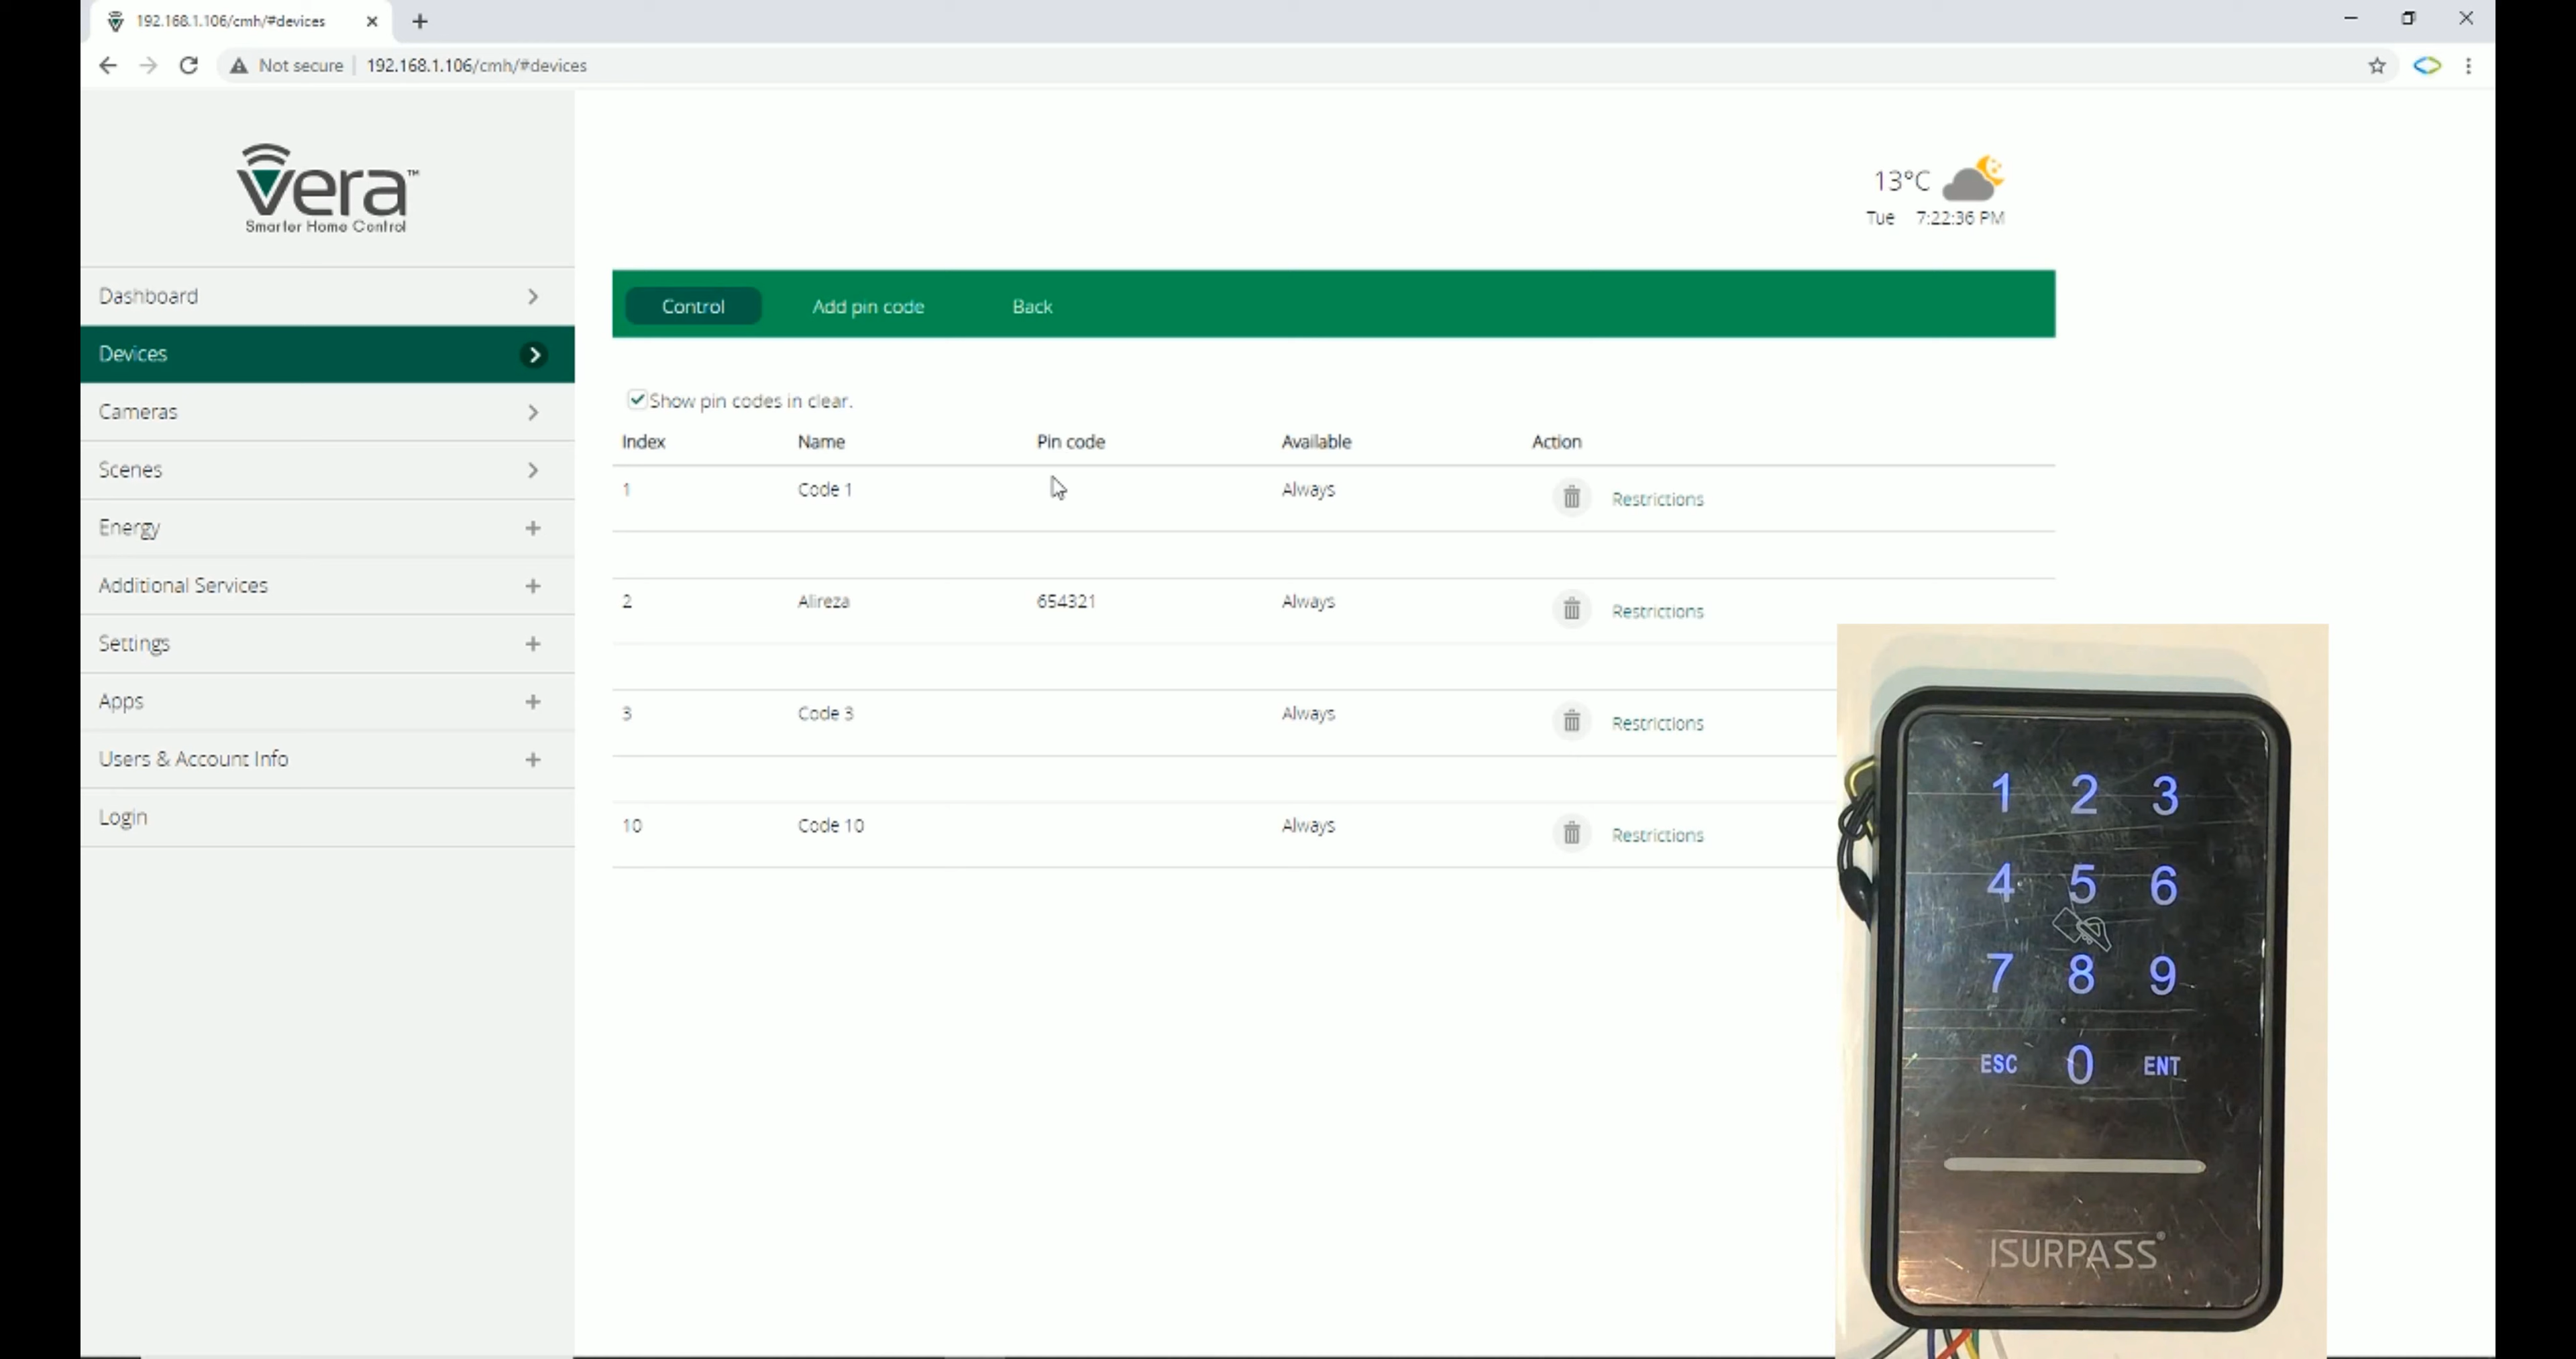 192.168.1.106/cmh/#devices
Not secure 192.168.1.106/cmh/#devices
vera™
Smarter Home Control
13°C
Tue 7:22:36 PM
Dashboard
Devices
Cameras
Scenes
Energy
Additional Services
Settings
Apps
Users & Account Info
Login
Control Add pin code Back
Show pin codes in clear.
Index Name Pin code Available Action
1 Code 1 Always Restrictions
2 Alireza 654321 Always Restrictions
3 Code 3 Always Restrictions
10 Code 10 Always Restrictions
1 2 3
4 5 6
7 8 9
ESC 0 ENT
ISURPASS®